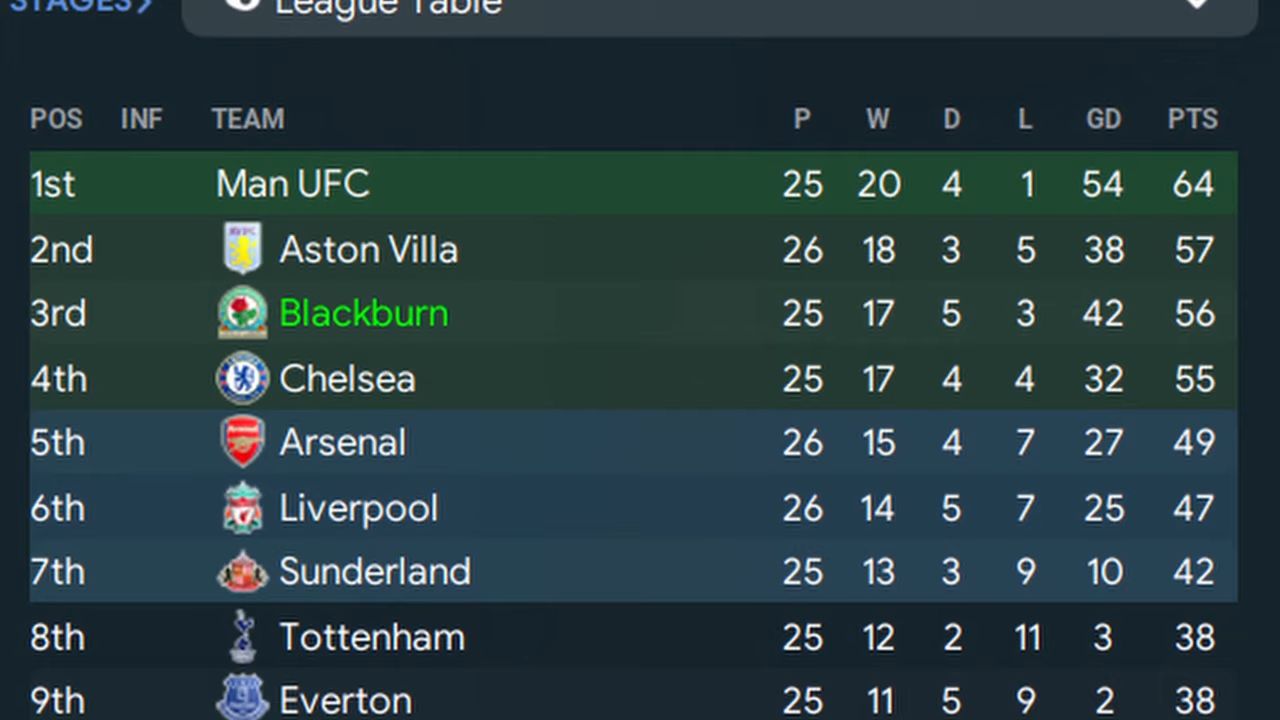 STAGES League Table
POS INF TEAM P W D L GD PTS
1st Man UFC 25 20 4 1 54 64
2nd Aston Villa 26 18 3 5 38 57
3rd Blackburn 25 17 5 3 42 56
4th Chelsea 25 17 4 4 32 55
5th Arsenal 26 15 4 7 27 49
6th Liverpool 26 14 5 7 25 47
7th Sunderland 25 13 3 9 10 42
8th Tottenham 25 12 2 11 3 38
9th Everton 25 11 5 9 2 38